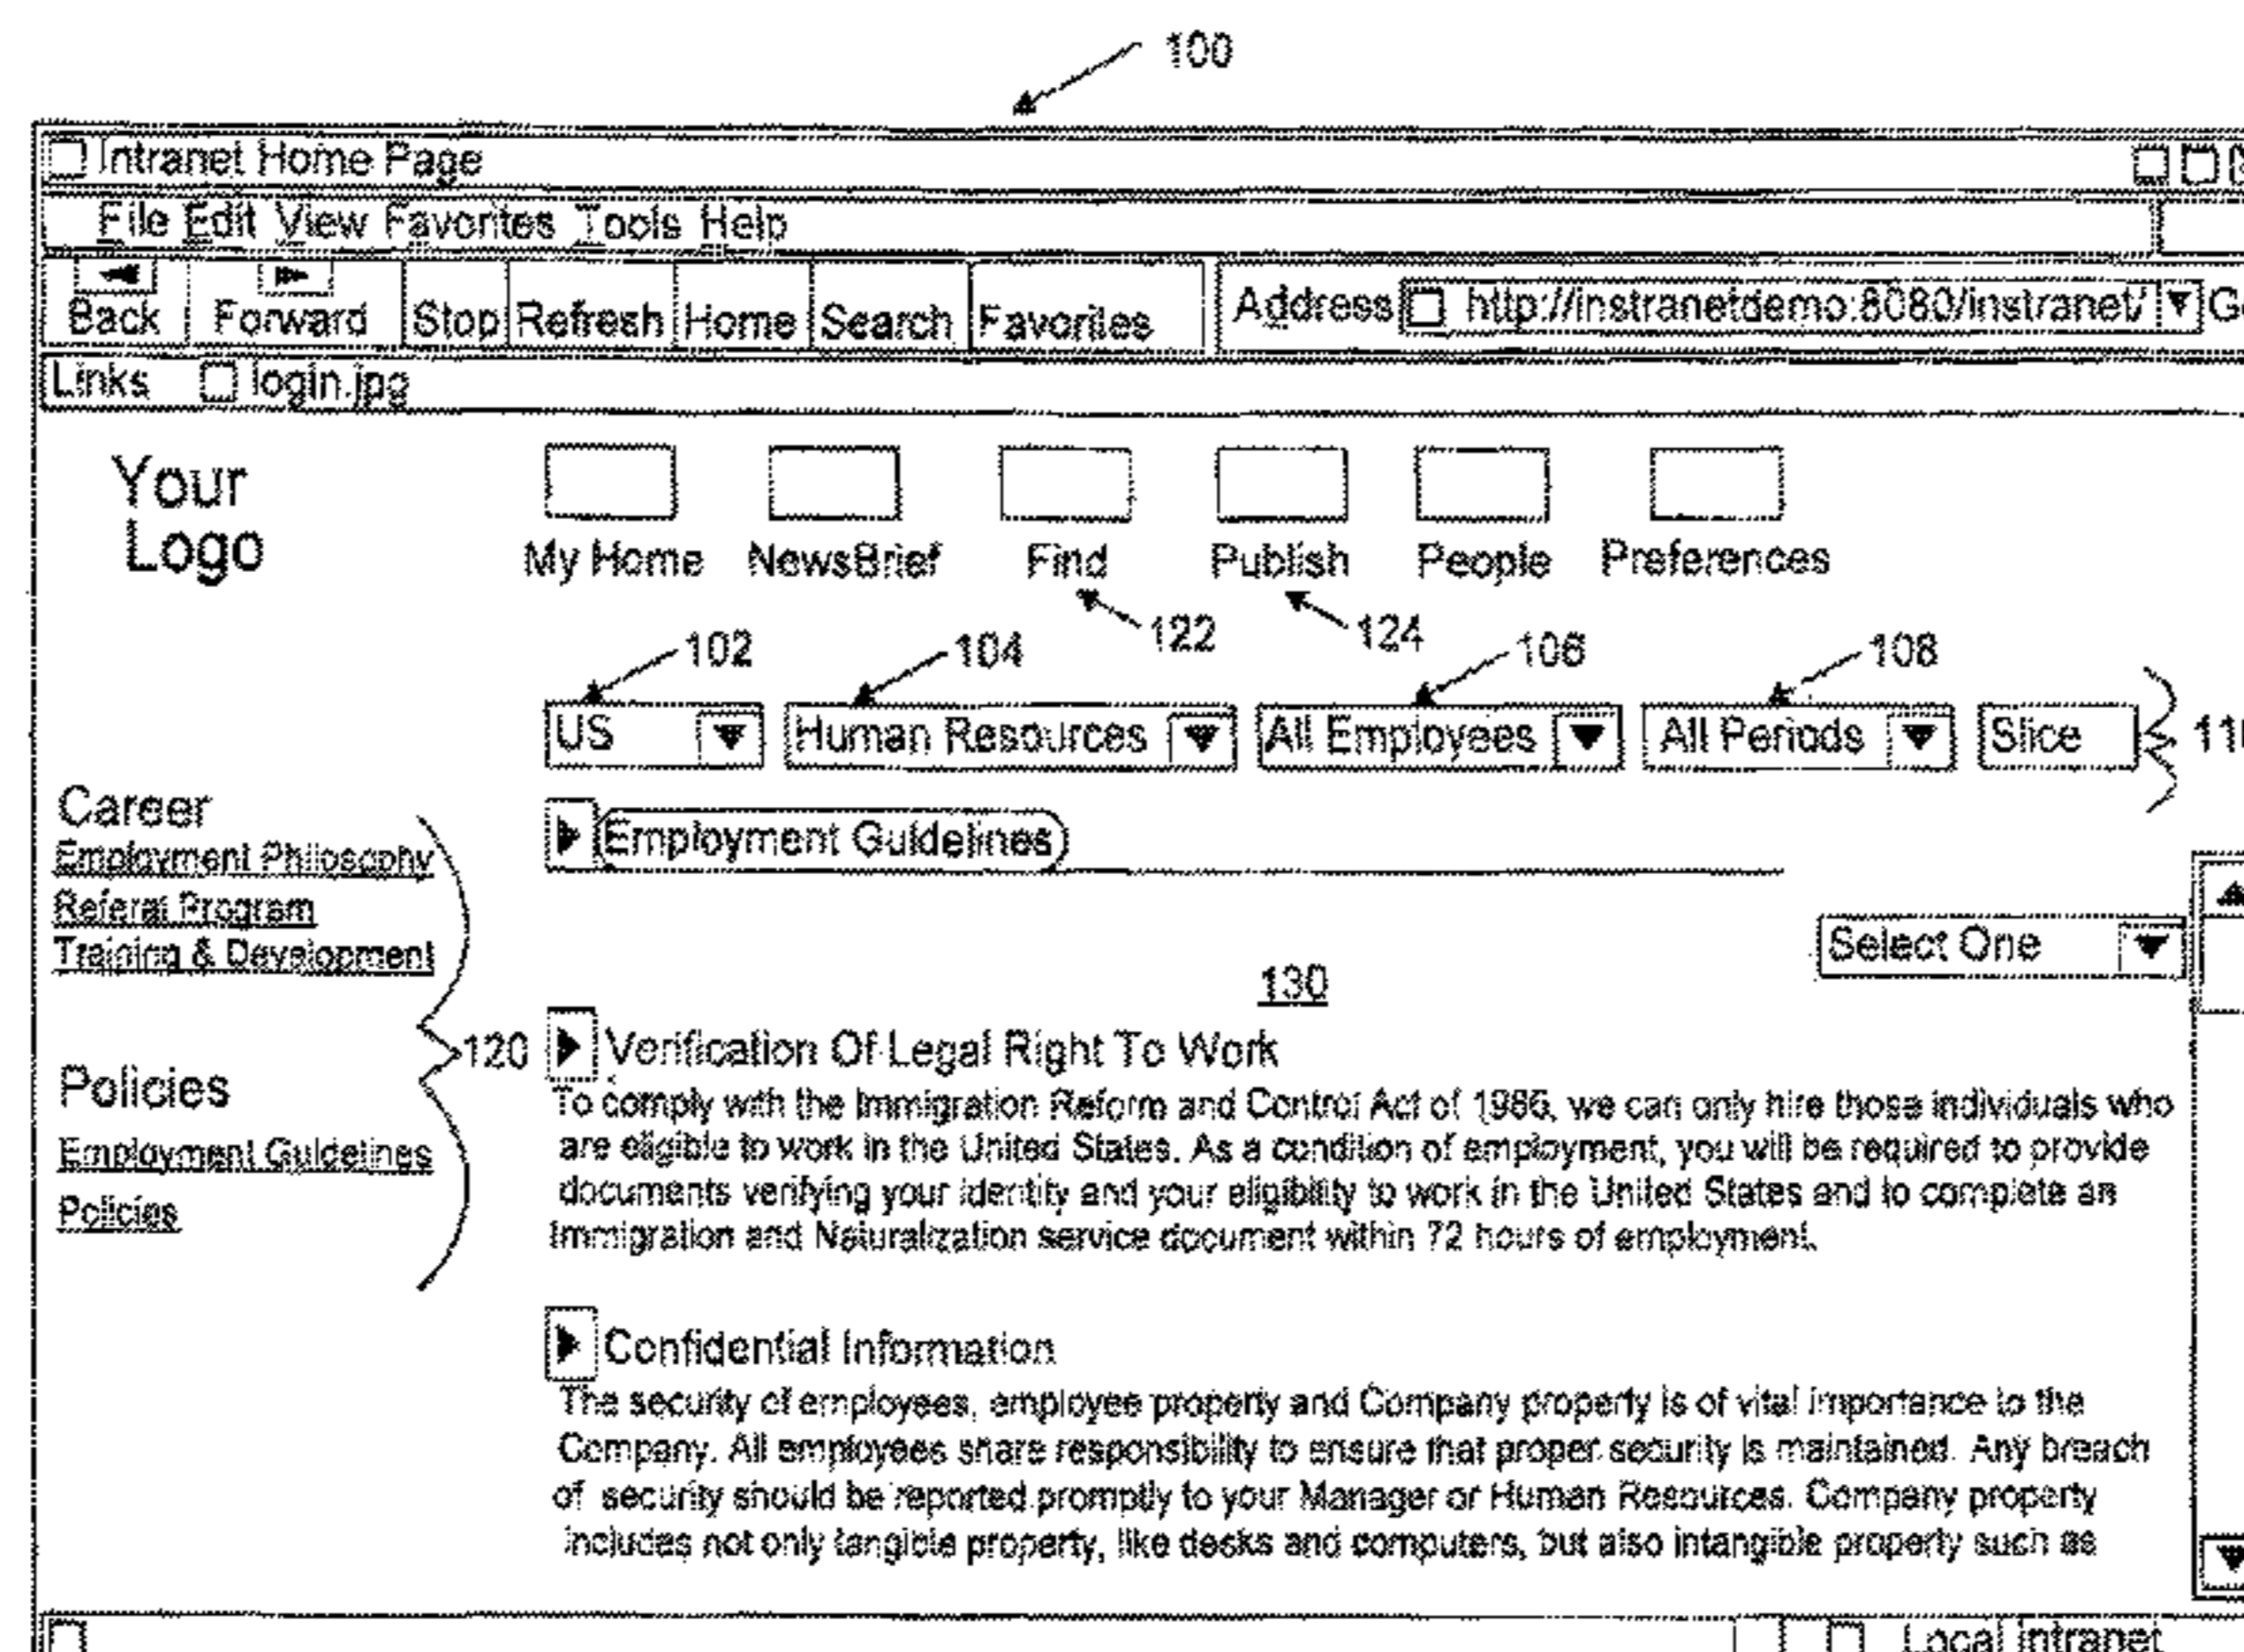 100
Intranet Home Page
File Edit View Favorites Tools Help
Back Forward Stop Refresh Home Search Favorites Address http://instranetdemo:8080/instranet/
Links login.jpg
Your
Logo
My Home NewsBrief Find Publish People Preferences
122 124
102 104 106 108
US Human Resources All Employees All Periods Slice
Career
Employment Philosophy
Referal Program
Training & Development
120
Policies
Employment Guidelines
Policies
Employment Guidelines
Select One
130
Verification Of Legal Right To Work
To comply with the Immigration Reform and Control Act of 1986, we can only hire those individuals who
are eligible to work in the United States. As a condition of employment, you will be required to provide
documents verifying your identity and your eligibility to work in the United States and to complete an
Immigration and Naturalization service document within 72 hours of employment.
Confidential Information
The security of employees, employee property and Company property is of vital importance to the
Company. All employees share responsibility to ensure that proper security is maintained. Any breach
of security should be reported promptly to your Manager or Human Resources. Company property
includes not only tangible property, like desks and computers, but also intangible property such as
Local intranet